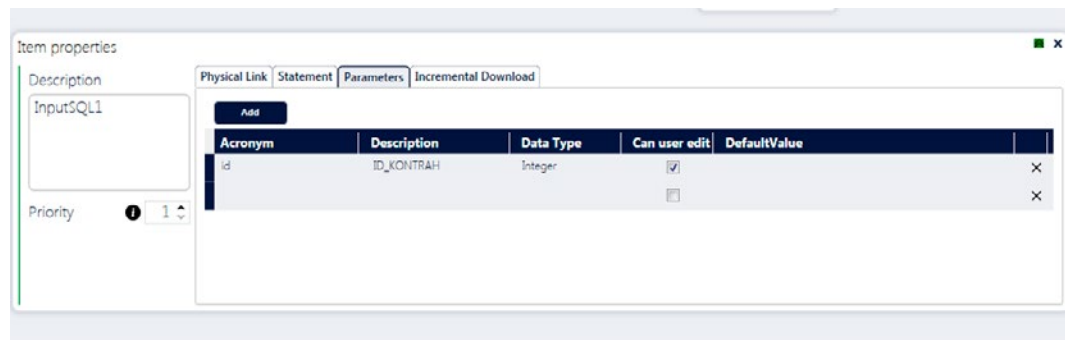 Item properties
X
Description
Physical Link Statement Parameters Incremental Download
InputSQL1
Add
Acronym Description Data Type Can user edit DefaultValue
id ID_KONTRAH Integer
Priority i 1